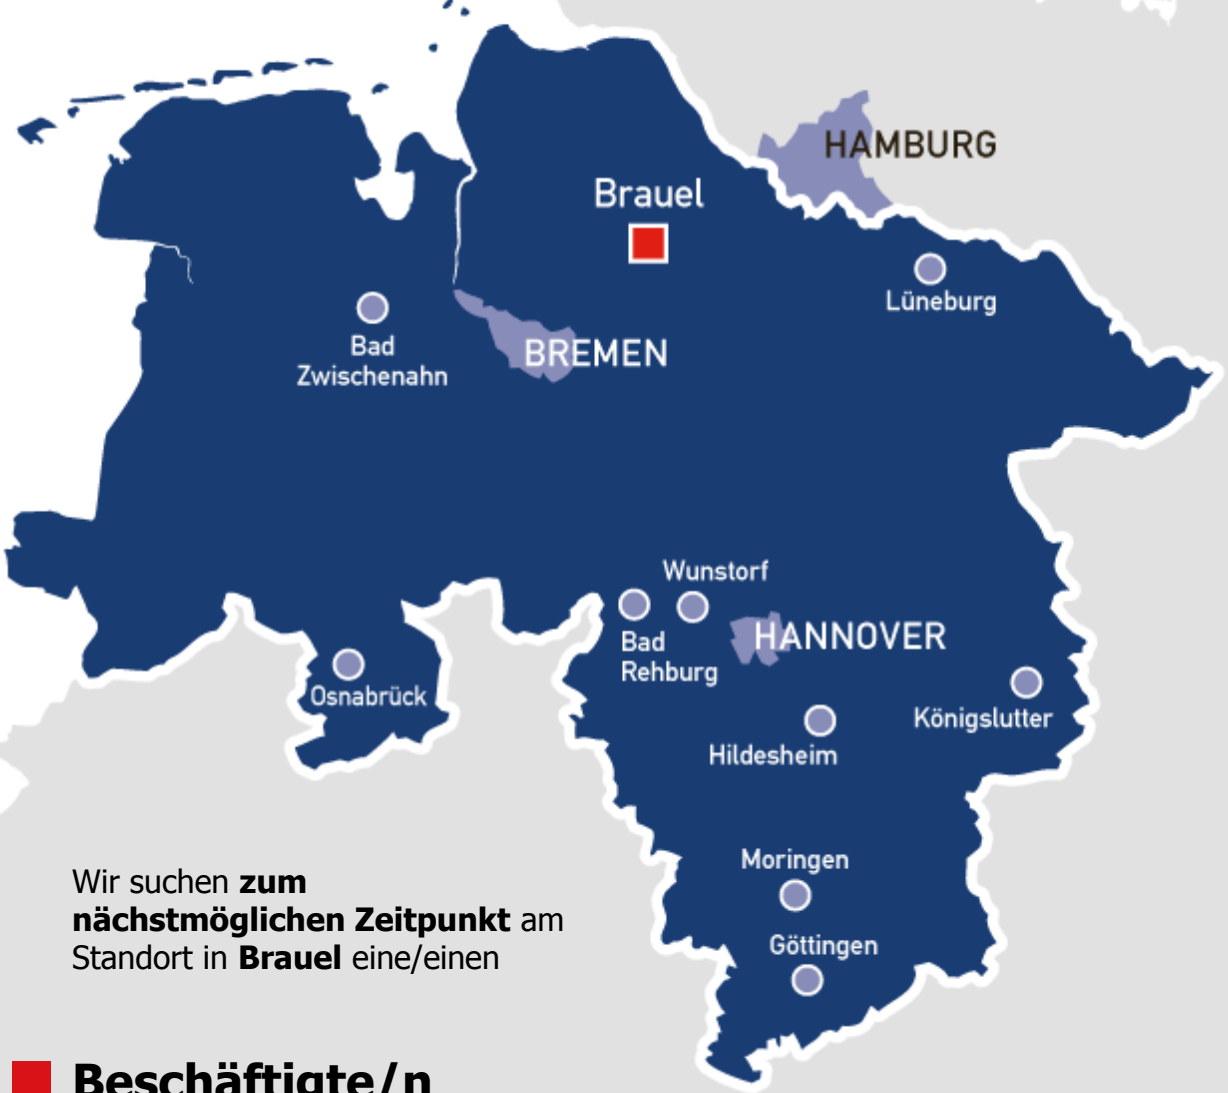 HAMBURG
Brauel
Lüneburg
Bad
Zwischenahn
BREMEN
Wunstorf
Bad
Rehburg
HANNOVER
Osnabrück
Königslutter
Hildesheim
Moringen
Göttingen
Wir suchen zum
nächstmöglichen Zeitpunkt am
Standort in Brauel eine/einen
Beschäftigte/n